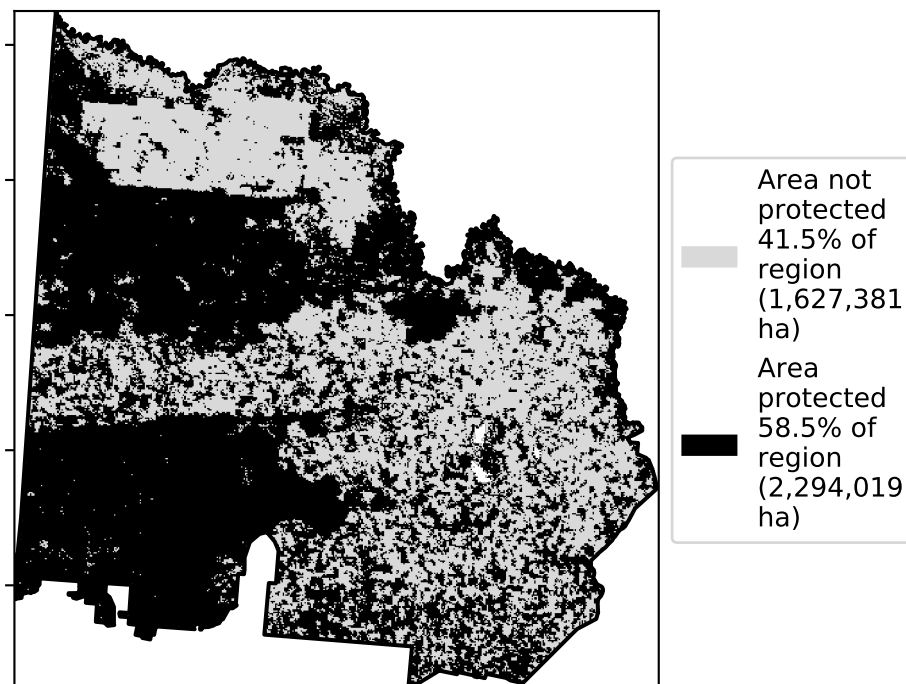 Area not
protected
41.5% of
region
(1,627,381
ha)
Area
protected
58.5% of
region
(2,294,019
ha)